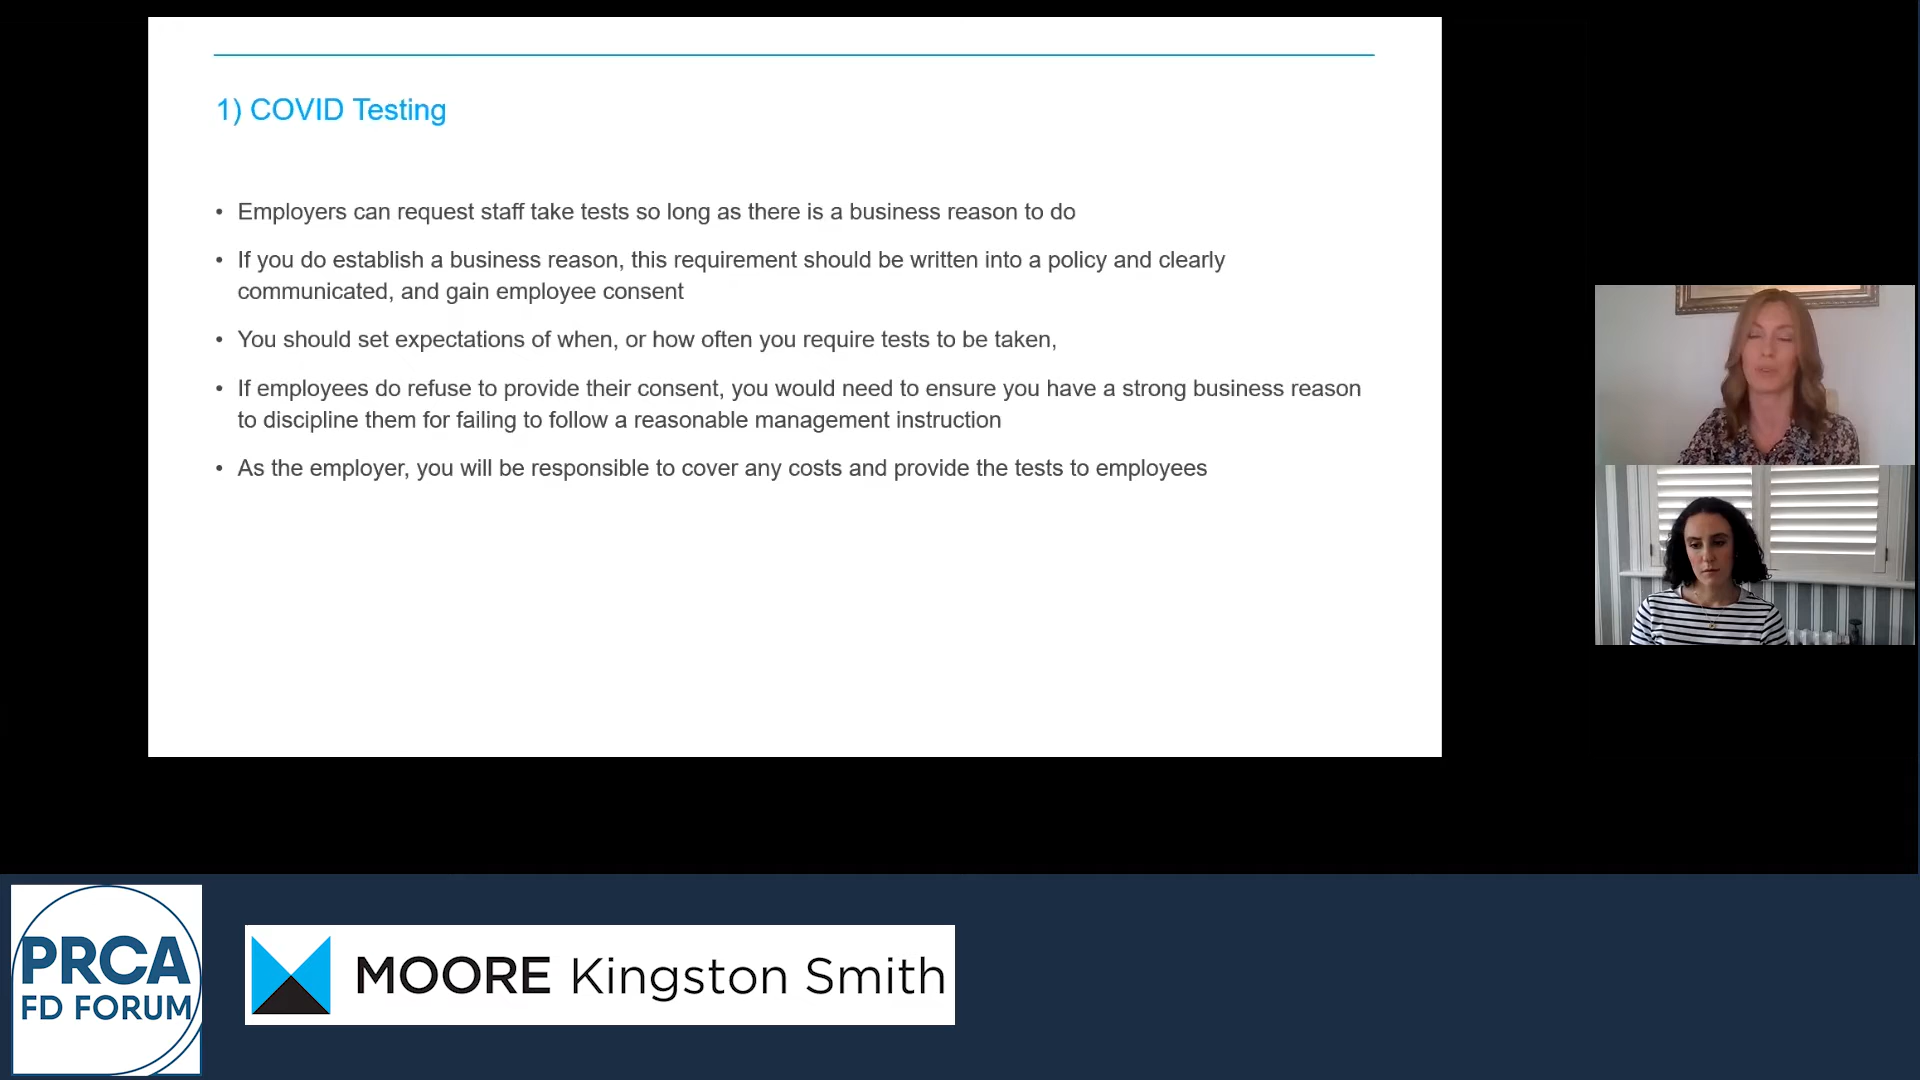 1) COVID Testing
• Employers can request staff take tests so long as there is a business reason to do
• If you do establish a business reason, this requirement should be written into a policy and clearly
communicated, and gain employee consent
• You should set expectations of when, or how often you require tests to be taken,
• If employees do refuse to provide their consent, you would need to ensure you have a strong business reason
to discipline them for failing to follow a reasonable management instruction
• As the employer, you will be responsible to cover any costs and provide the tests to employees
PRCA
FD FORUM
MOORE Kingston Smith